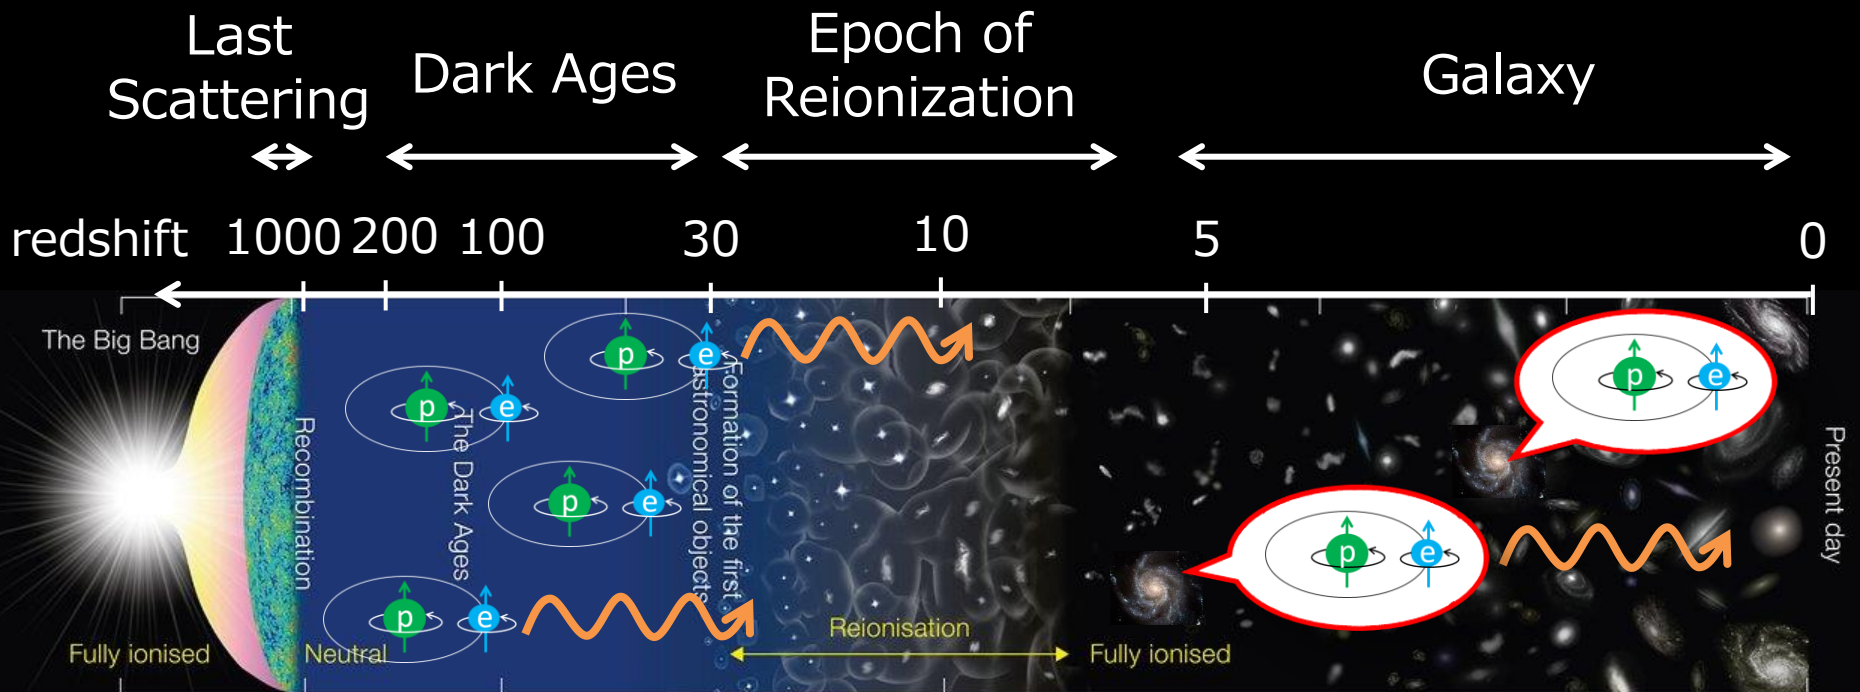 Last
Scattering
Dark Ages
Epoch of
Reionization
Galaxy
redshift
1000
200
100
30
10
5
0
The Big Bang
Recombination
The Dark Ages
Formation of the first
astronomical objects
Present day
p
e
p
e
p
e
p
e
p
e
p
e
Fully ionised
Neutral
Reionisation
Fully ionised